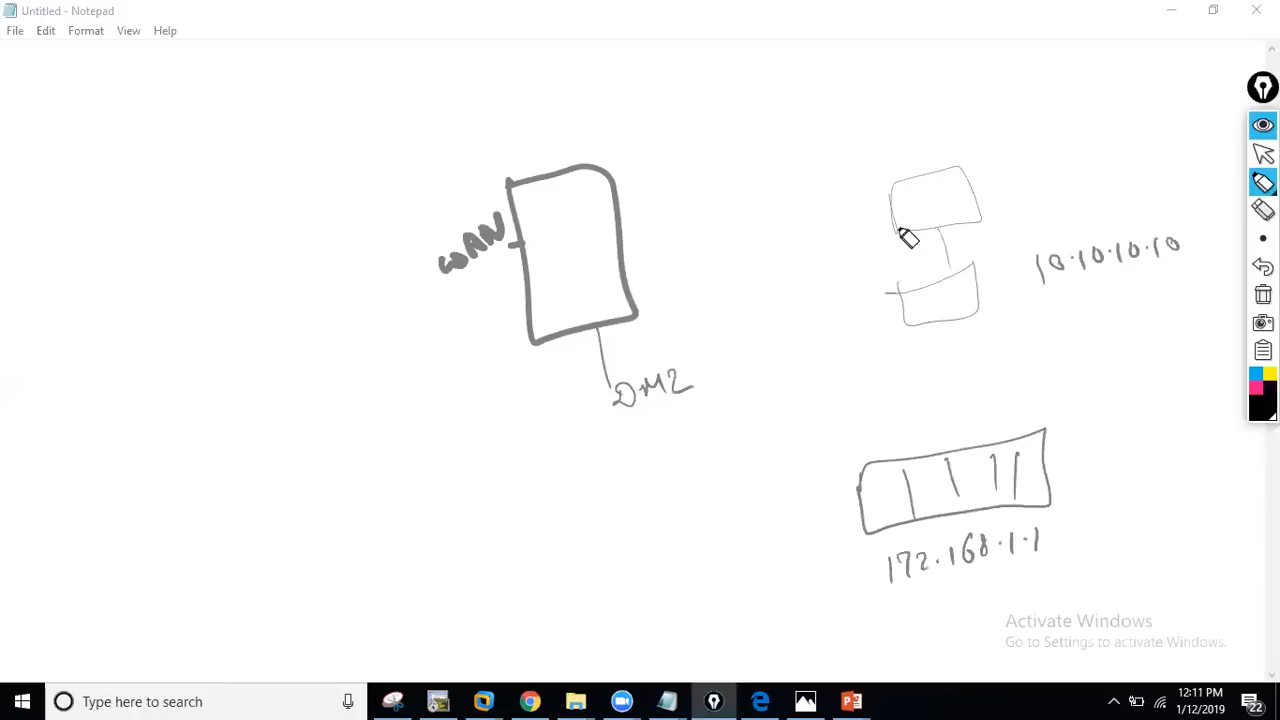 Untitled - Notepad
File Edit Format View Help
WAN
10.10.10.10
DMZ
172.168.1.1
Activate Windows
Go to Settings to activate Windows.
Type here to search
12:11 PM
1/12/2019
22